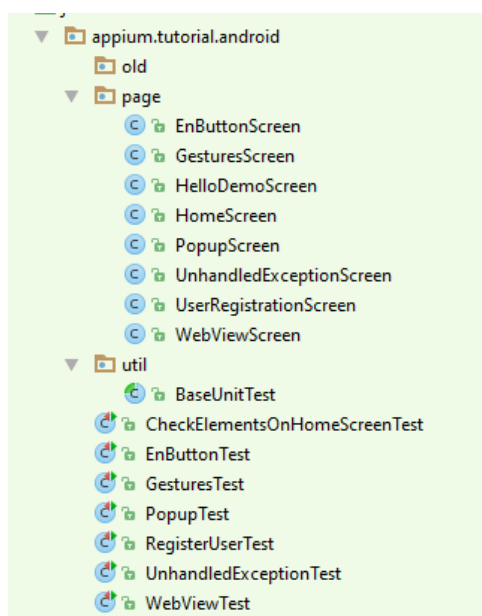 appium.tutorial.android
old
page
EnButtonScreen
GesturesScreen
HelloDemoScreen
HomeScreen
PopupScreen
UnhandledExceptionScreen
UserRegistrationScreen
WebViewScreen
util
BaseUnitTest
CheckElementsOnHomeScreenTest
EnButtonTest
GesturesTest
PopupTest
RegisterUserTest
UnhandledExceptionTest
WebViewTest